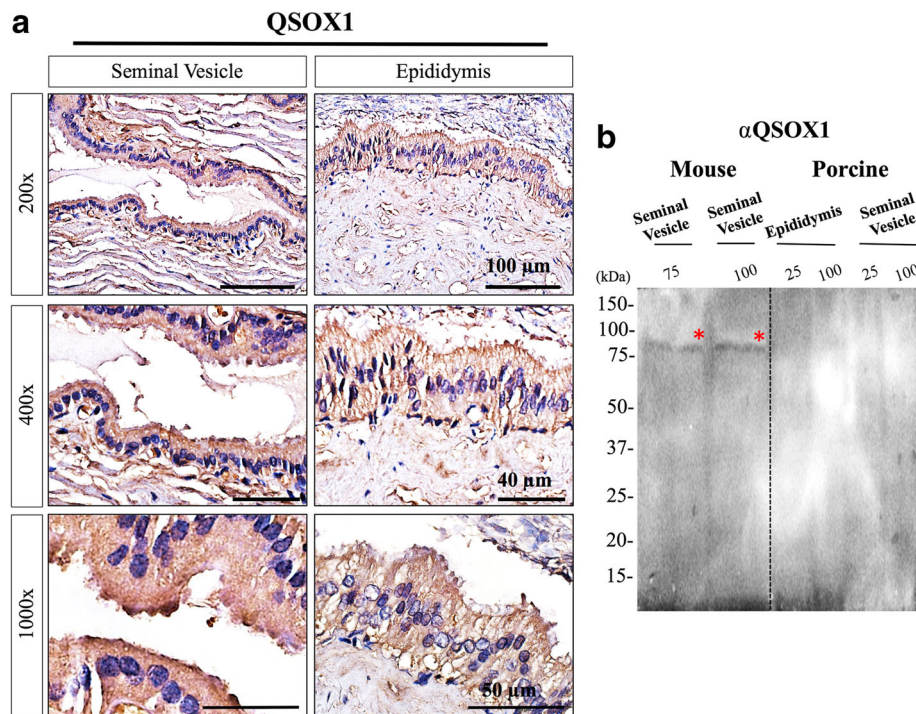 a
QSOX1
Seminal Vesicle
Epididymis
200x
100 µm
400x
40 µm
1000x
50 µm
b
αQSOX1
Mouse
Porcine
Seminal
Vesicle
Seminal
Vesicle
Epididymis
Seminal
Vesicle
(kDa)
75
100
25
100
25
100
150-
100-
75-
50-
37-
25-
20-
15-
*
*